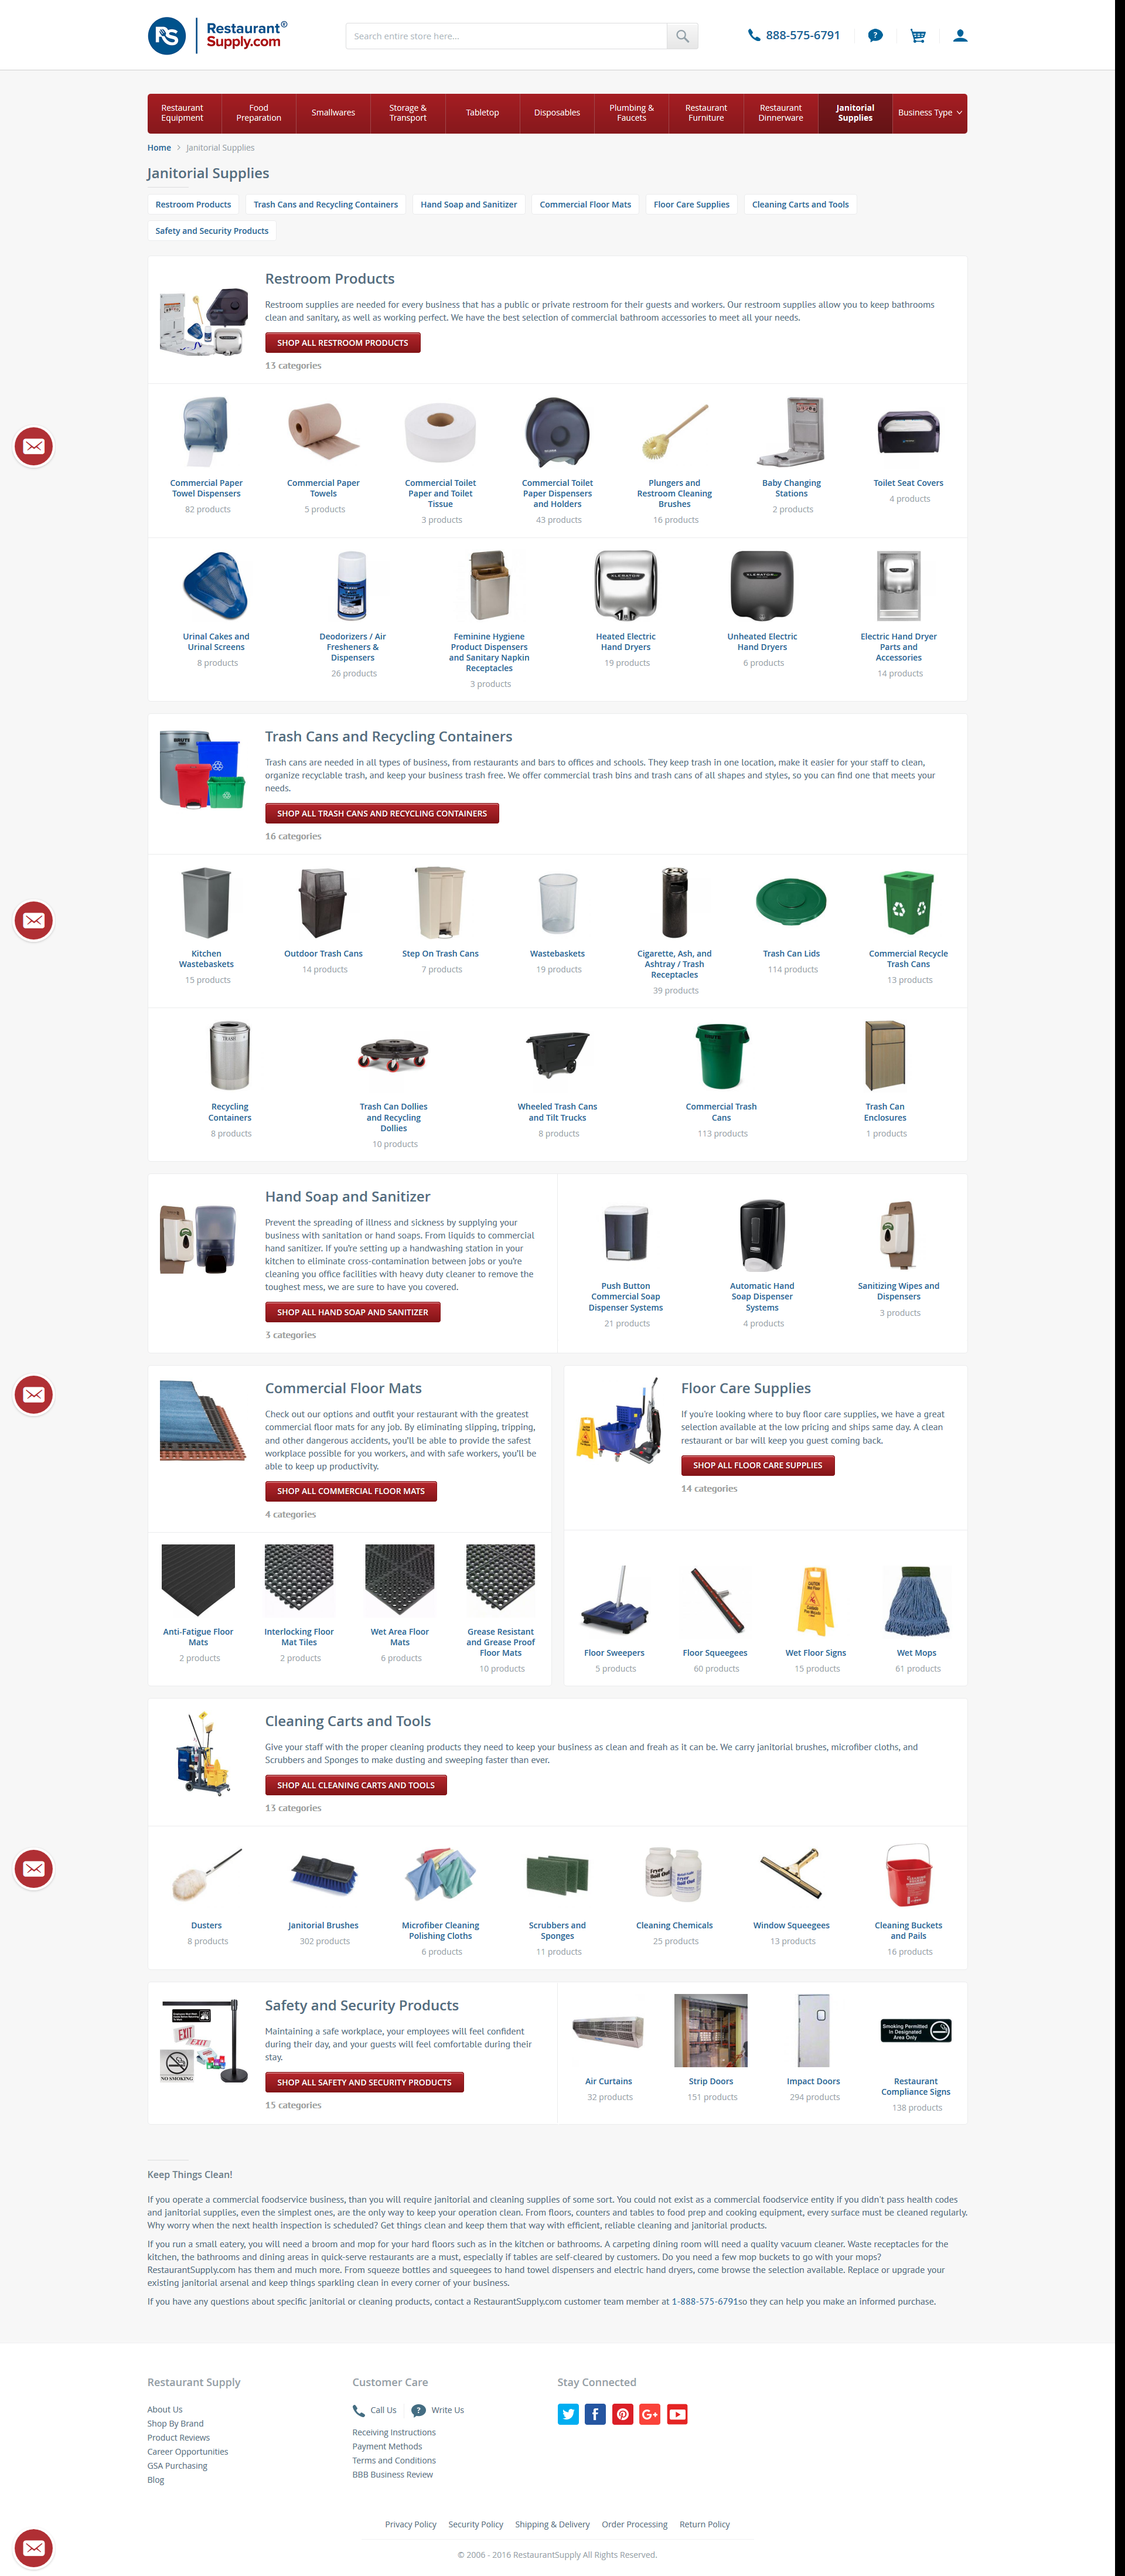 RS
Restaurant®
Supply.com
Search entire store here...
888-575-6791
Restaurant
Equipment
Food
Preparation
Smallwares
Storage &
Transport
Tabletop
Disposables
Plumbing &
Faucets
Restaurant
Furniture
Restaurant
Dinnerware
Janitorial
Supplies
Business Type
Home > Janitorial Supplies
Janitorial Supplies
Restroom Products
Trash Cans and Recycling Containers
Hand Soap and Sanitizer
Commercial Floor Mats
Floor Care Supplies
Cleaning Carts and Tools
Safety and Security Products
Restroom Products
Restroom supplies are needed for every business that has a public or private restroom for their guests and workers. Our restroom supplies allow you to keep bathrooms
clean and sanitary, as well as working perfect. We have the best selection of commercial bathroom accessories to meet all your needs.
SHOP ALL RESTROOM PRODUCTS
13 categories
Commercial Paper
Towel Dispensers
82 products
Commercial Paper
Towels
5 products
Commercial Toilet
Paper and Toilet
Tissue
3 products
Commercial Toilet
Paper Dispensers
and Holders
43 products
Plungers and
Restroom Cleaning
Brushes
16 products
Baby Changing
Stations
2 products
Toilet Seat Covers
4 products
Urinal Cakes and
Urinal Screens
8 products
Deodorizers / Air
Fresheners &
Dispensers
26 products
Feminine Hygiene
Product Dispensers
and Sanitary Napkin
Receptacles
3 products
Heated Electric
Hand Dryers
19 products
Unheated Electric
Hand Dryers
6 products
Electric Hand Dryer
Parts and
Accessories
14 products
Trash Cans and Recycling Containers
Trash cans are needed in all types of business, from restaurants and bars to offices and schools. They keep trash in one location, make it easier for your staff to clean,
organize recyclable trash, and keep your business trash free. We offer commercial trash bins and trash cans of all shapes and styles, so you can find one that meets your
needs.
SHOP ALL TRASH CANS AND RECYCLING CONTAINERS
16 categories
Kitchen
Wastebaskets
15 products
Outdoor Trash Cans
14 products
Step On Trash Cans
7 products
Wastebaskets
19 products
Cigarette, Ash, and
Ashtray / Trash
Receptacles
39 products
Trash Can Lids
114 products
Commercial Recycle
Trash Cans
13 products
TRASH
Recycling
Containers
8 products
Trash Can Dollies
and Recycling
Dollies
10 products
Wheeled Trash Cans
and Tilt Trucks
8 products
Commercial Trash
Cans
113 products
Trash Can
Enclosures
1 products
Hand Soap and Sanitizer
Prevent the spreading of illness and sickness by supplying your
business with sanitation or hand soaps. From liquids to commercial
hand sanitizer. If you're setting up a handwashing station in your
kitchen to eliminate cross-contamination between jobs or you're
cleaning you office facilities with heavy duty cleaner to remove the
toughest mess, we are sure to have you covered.
SHOP ALL HAND SOAP AND SANITIZER
3 categories
Push Button
Commercial Soap
Dispenser Systems
21 products
Automatic Hand
Soap Dispenser
Systems
4 products
Sanitizing Wipes and
Dispensers
3 products
Commercial Floor Mats
Check out our options and outfit your restaurant with the greatest
commercial floor mats for any job. By eliminating slipping, tripping,
and other dangerous accidents, you'll be able to provide the safest
workplace possible for you workers, and with safe workers, you'll be
able to keep up productivity.
SHOP ALL COMMERCIAL FLOOR MATS
4 categories
Anti-Fatigue Floor
Mats
2 products
Interlocking Floor
Mat Tiles
2 products
Wet Area Floor
Mats
6 products
Grease Resistant
and Grease Proof
Floor Mats
10 products
Floor Care Supplies
If you're looking where to buy floor care supplies, we have a great
selection available at the low pricing and ships same day. A clean
restaurant or bar will keep you guest coming back.
SHOP ALL FLOOR CARE SUPPLIES
14 categories
Floor Sweepers
5 products
Floor Squeegees
60 products
Wet Floor Signs
15 products
Wet Mops
61 products
Cleaning Carts and Tools
Give your staff with the proper cleaning products they need to keep your business as clean and freah as it can be. We carry janitorial brushes, microfiber cloths, and
Scrubbers and Sponges to make dusting and sweeping faster than ever.
SHOP ALL CLEANING CARTS AND TOOLS
13 categories
Dusters
8 products
Janitorial Brushes
302 products
Microfiber Cleaning
Polishing Cloths
6 products
Scrubbers and
Sponges
11 products
Cleaning Chemicals
25 products
Window Squeegees
13 products
Cleaning Buckets
and Pails
16 products
EXIT
EXIT
NO SMOKING
Safety and Security Products
Maintaining a safe workplace, your employees will feel confident
during their day, and your guests will feel comfortable during their
stay.
SHOP ALL SAFETY AND SECURITY PRODUCTS
15 categories
Air Curtains
32 products
Strip Doors
151 products
Impact Doors
294 products
Smoking Permitted
In Designated
Area Only
Restaurant
Compliance Signs
138 products
Keep Things Clean!
If you operate a commercial foodservice business, than you will require janitorial and cleaning supplies of some sort. You could not exist as a commercial foodservice entity if you didn't pass health codes
and janitorial supplies, even the simplest ones, are the only way to keep your operation clean. From floors, counters and tables to food prep and cooking equipment, every surface must be cleaned regularly.
Why worry when the next health inspection is scheduled? Get things clean and keep them that way with efficient, reliable cleaning and janitorial products.
If you run a small eatery, you will need a broom and mop for your hard floors such as in the kitchen or bathrooms. A carpeting dining room will need a quality vacuum cleaner. Waste receptacles for the
kitchen, the bathrooms and dining areas in quick-serve restaurants are a must, especially if tables are self-cleared by customers. Do you need a few mop buckets to go with your mops?
RestaurantSupply.com has them and much more. From squeeze bottles and squeegees to hand towel dispensers and electric hand dryers, come browse the selection available. Replace or upgrade your
existing janitorial arsenal and keep things sparkling clean in every corner of your business.
If you have any questions about specific janitorial or cleaning products, contact a RestaurantSupply.com customer team member at 1-888-575-6791so they can help you make an informed purchase.
Restaurant Supply
About Us
Shop By Brand
Product Reviews
Career Opportunities
GSA Purchasing
Blog
Customer Care
Call Us
Write Us
Receiving Instructions
Payment Methods
Terms and Conditions
BBB Business Review
Stay Connected
Privacy Policy
Security Policy
Shipping & Delivery
Order Processing
Return Policy
© 2006 - 2016 RestaurantSupply All Rights Reserved.